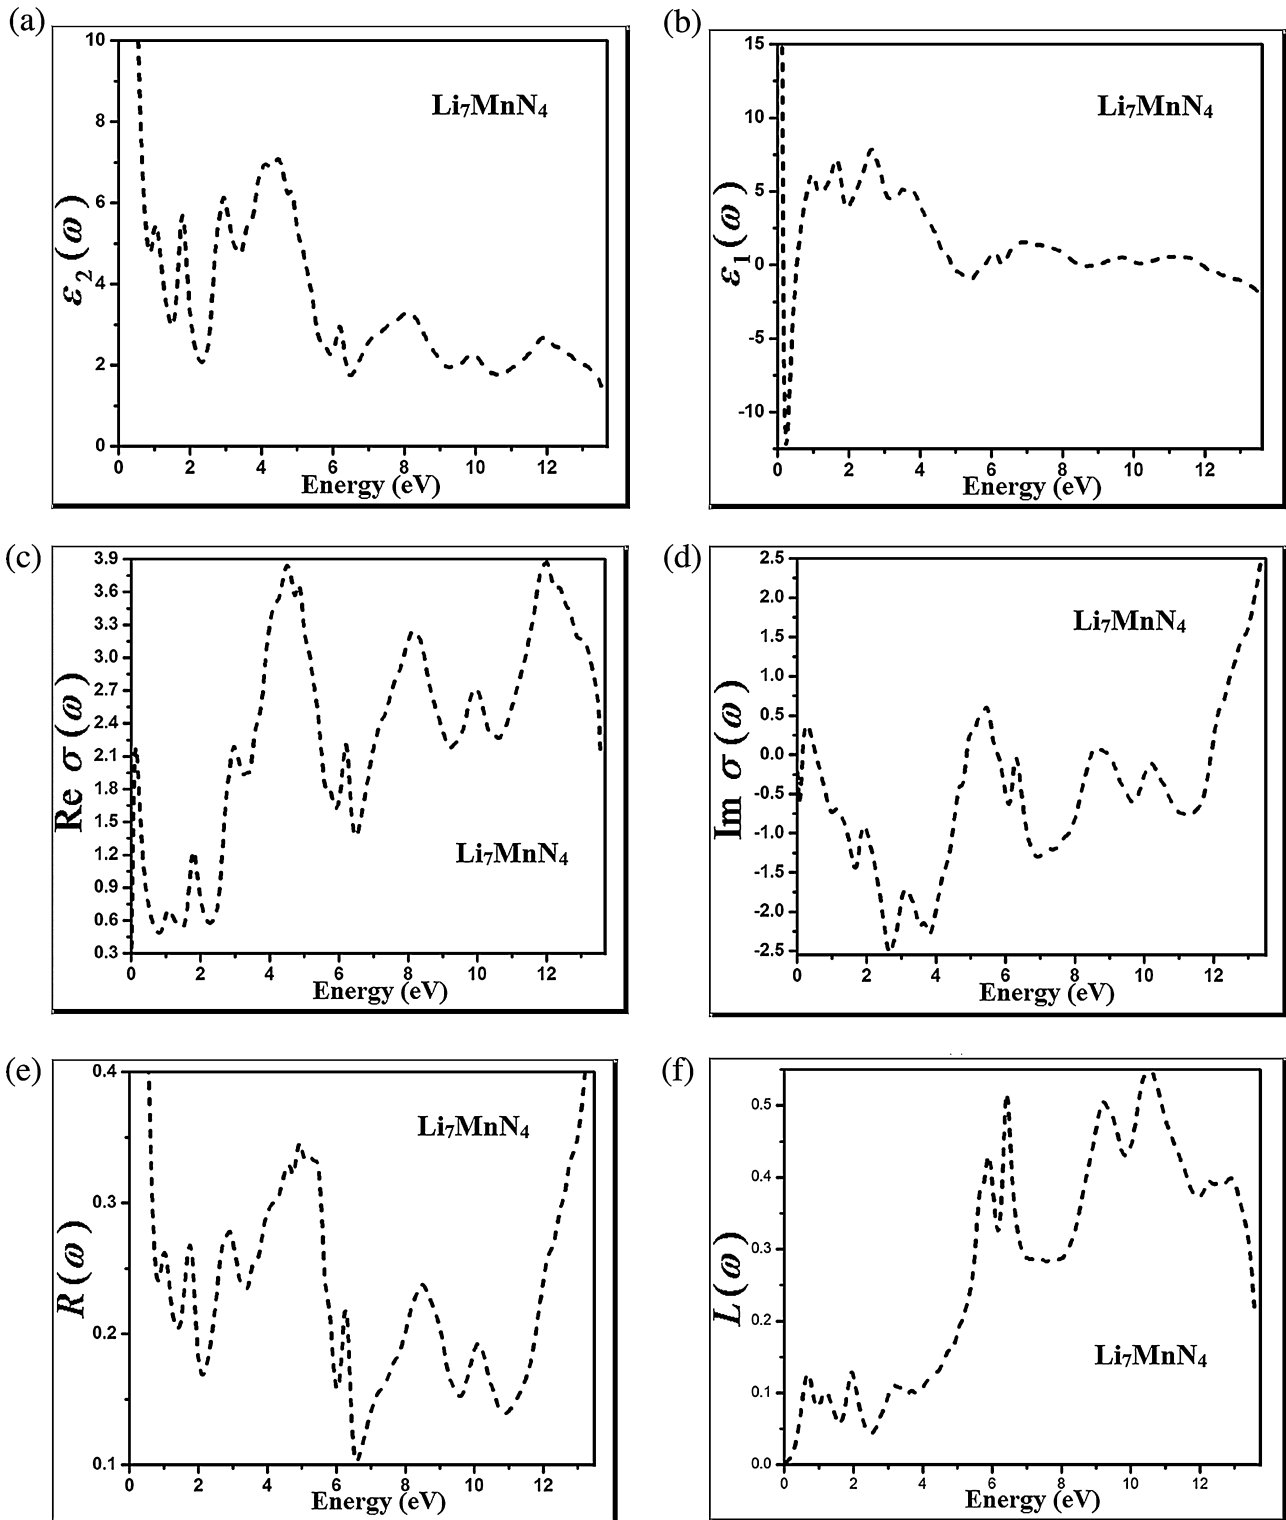 (a)
10
8
6
4
2
0
ε₂(ω)
Li₇MnN₄
0 2 4 6 8 10 12
Energy (eV)
(b)
15
10
5
0
-5
-10
ε₁(ω)
Li₇MnN₄
0 2 4 6 8 10 12
Energy (eV)
(c)
3.9
3.6
3.3
3.0
2.7
2.4
2.1
1.8
1.5
1.2
0.9
0.6
0.3
Re σ(ω)
Li₇MnN₄
0 2 4 6 8 10 12
Energy (eV)
(d)
2.5
2.0
1.5
1.0
0.5
0.0
-0.5
-1.0
-1.5
-2.0
-2.5
Im σ(ω)
Li₇MnN₄
0 2 4 6 8 10 12
Energy (eV)
(e)
0.4
0.3
0.2
0.1
R(ω)
Li₇MnN₄
0 2 4 6 8 10 12
Energy (eV)
(f)
0.5
0.4
0.3
0.2
0.1
0.0
L(ω)
Li₇MnN₄
0 2 4 6 8 10 12
Energy (eV)